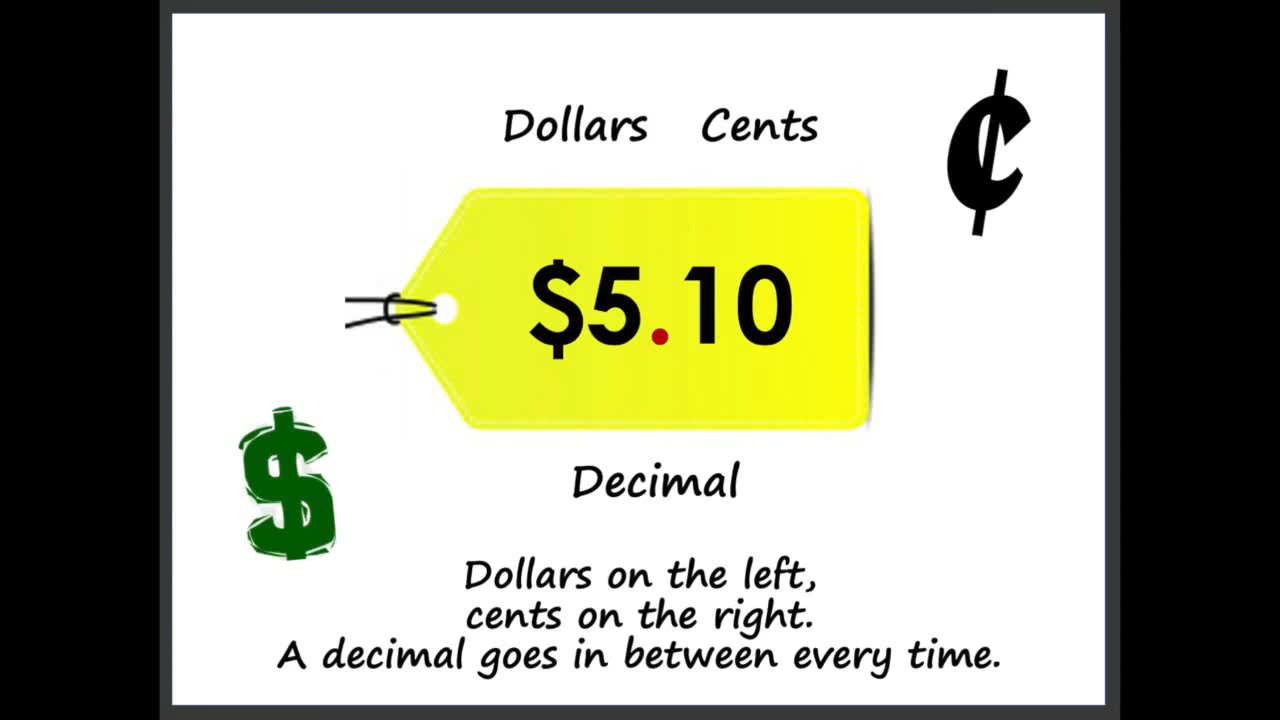 Dollars Cents
¢
$5.10
$
Decimal
Dollars on the left,
cents on the right.
A decimal goes in between every time.